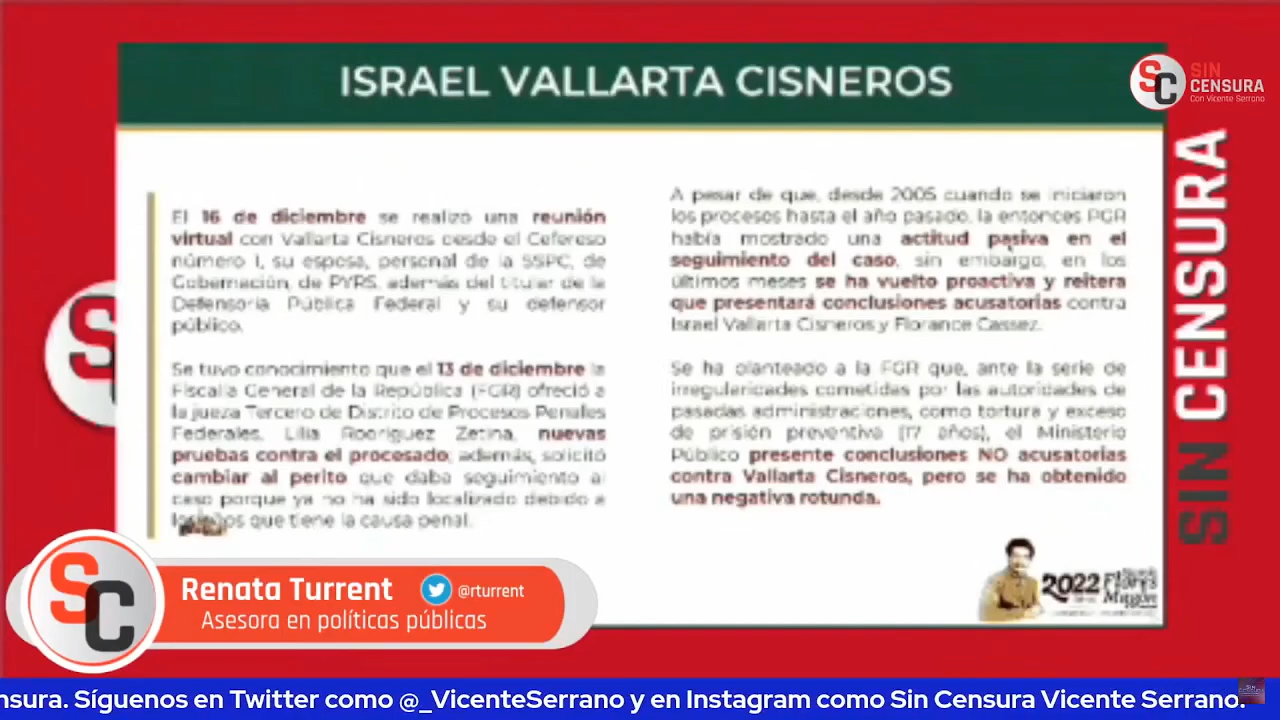 ISRAEL VALLARTA CISNEROS
SIN
CENSURA
Con Vicente Serrano
El 16 de diciembre se realizó una reunión
virtual con Vallarta Cisneros desde el Cefereso
número 1, su esposa, personal de la SSPC, de
Gobernación, de PYRS, además del titular de la
Defensoría Pública Federal y su defensor
público.
Se tuvo conocimiento que el 13 de diciembre la
Fiscalía General de la República (FGR) ofreció a
la jueza Tercero de Distrito de Procesos Penales
Federales, Lilia Rodríguez Zetina, nuevas
pruebas contra el procesado; además, solicitó
cambiar al perito que daba seguimiento al
caso porque ya no ha sido localizado debido a
los años que tiene la causa penal.
A pesar de que, desde 2005 cuando se iniciaron
los procesos hasta el año pasado, la entonces PGR
había mostrado una actitud pasiva en el
seguimiento del caso, sin embargo, en los
últimos meses se ha vuelto proactiva y reitera
que presentará conclusiones acusatorias contra
Israel Vallarta Cisneros y Florance Cassez.
Se ha planteado a la FGR que, ante la serie de
irregularidades cometidas por las autoridades de
pasadas administraciones, como tortura y exceso
de prisión preventiva (17 años), el Ministerio
Público presente conclusiones NO acusatorias
contra Vallarta Cisneros, pero se ha obtenido
una negativa rotunda.
SIN CENSURA
2022 Flores
Magón
SC
Renata Turrent @rturrent
Asesora en políticas públicas
nsura. Síguenos en Twitter como @_VicenteSerrano y en Instagram como Sin Censura Vicente Serrano.